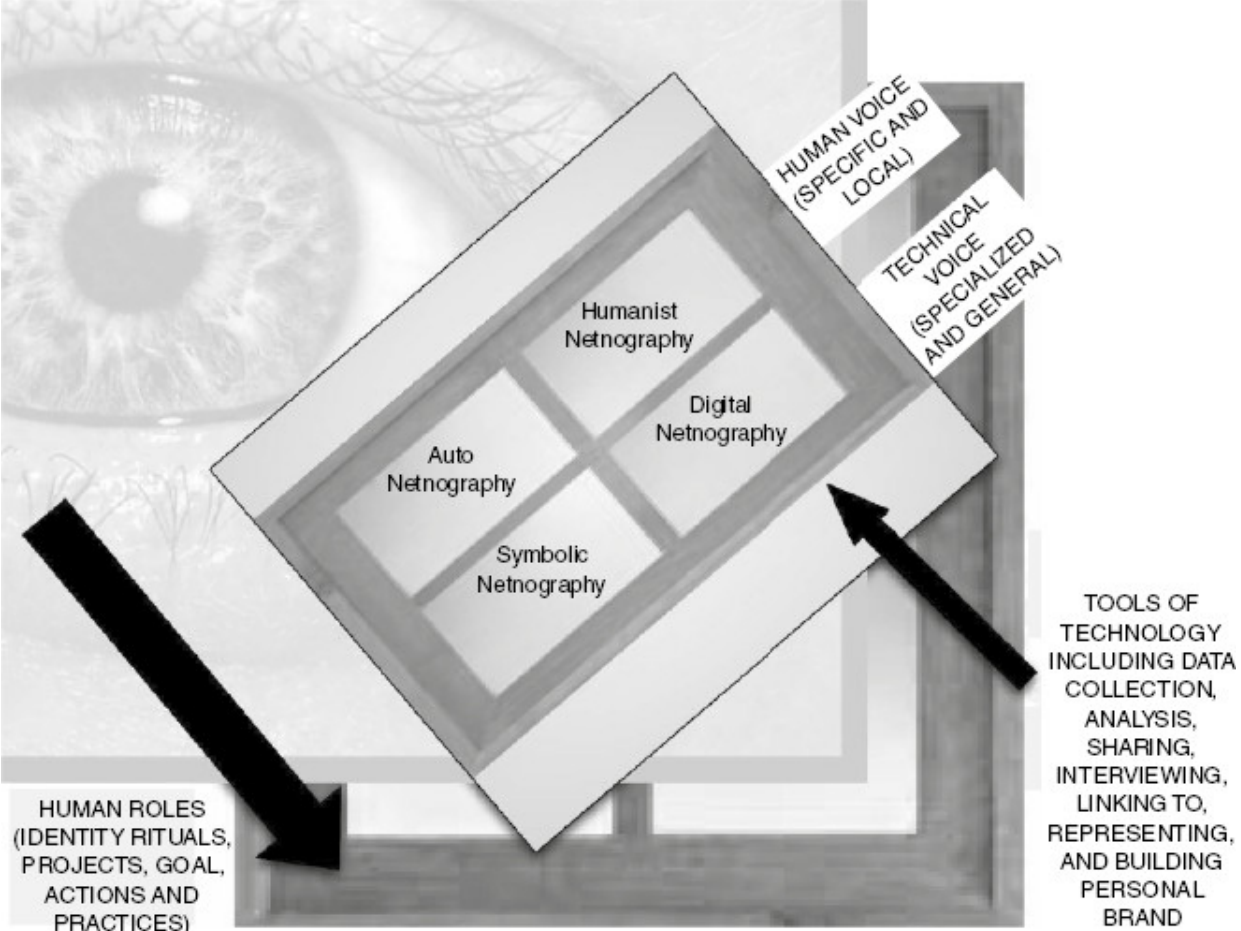 HUMAN VOICE
(SPECIFIC AND
LOCAL)
TECHNICAL
VOICE
(SPECIALIZED
AND GENERAL)
Humanist
Netnography
Digital
Netnography
Auto
Netnography
Symbolic
Netnography
HUMAN ROLES
(IDENTITY RITUALS,
PROJECTS, GOAL,
ACTIONS AND
PRACTICES)
TOOLS OF
TECHNOLOGY
INCLUDING DATA
COLLECTION,
ANALYSIS,
SHARING,
INTERVIEWING,
LINKING TO,
REPRESENTING,
AND BUILDING
PERSONAL
BRAND